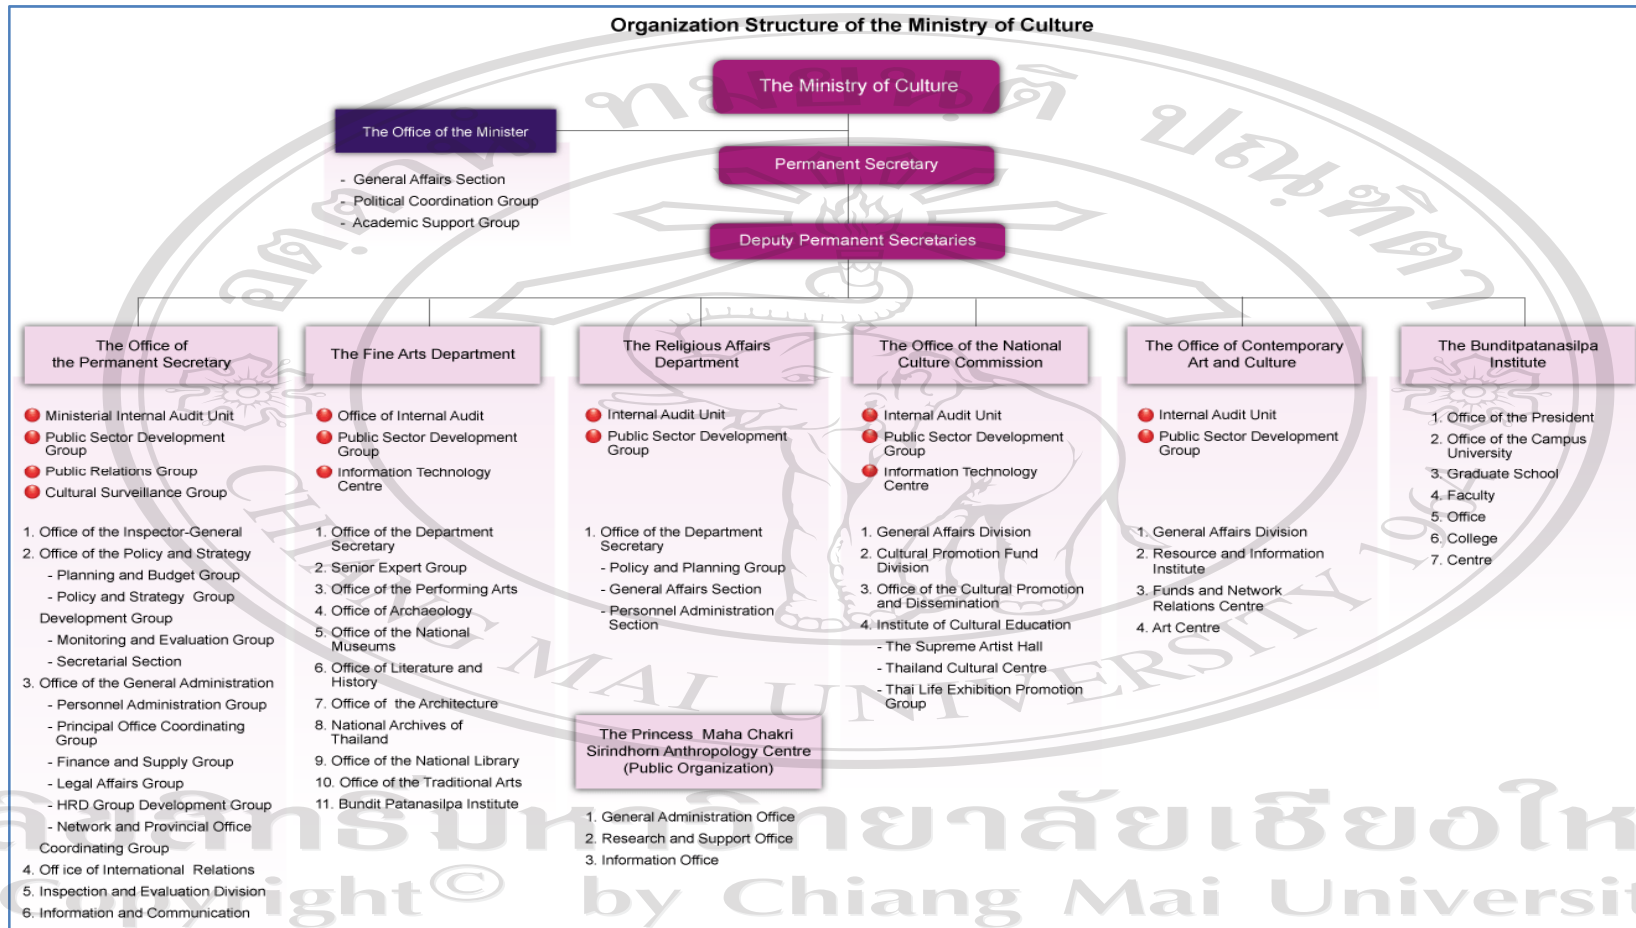 Organization Structure of the Ministry of Culture
The Ministry of Culture
The Office of the Minister
- General Affairs Section
- Political Coordination Group
- Academic Support Group
Permanent Secretary
Deputy Permanent Secretaries
The Office of
the Permanent Secretary
Ministerial Internal Audit Unit
Public Sector Development
Group
Public Relations Group
Cultural Surveillance Group
1. Office of the Inspector-General
2. Office of the Policy and Strategy
- Planning and Budget Group
- Policy and Strategy Group
Development Group
- Monitoring and Evaluation Group
- Secretarial Section
3. Office of the General Administration
- Personnel Administration Group
- Principal Office Coordinating
Group
- Finance and Supply Group
- Legal Affairs Group
- HRD Group Development Group
- Network and Provincial Office
Coordinating Group
4. Off ice of International Relations
5. Inspection and Evaluation Division
6. Information and Communication
The Fine Arts Department
Office of Internal Audit
Public Sector Development
Group
Information Technology
Centre
1. Office of the Department
Secretary
2. Senior Expert Group
3. Office of the Performing Arts
4. Office of Archaeology
5. Office of the National
Museums
6. Office of Literature and
History
7. Office of the Architecture
8. National Archives of
Thailand
9. Office of the National Library
10. Office of the Traditional Arts
11. Bundit Patanasilpa Institute
The Religious Affairs
Department
Internal Audit Unit
Public Sector Development
Group
1. Office of the Department
Secretary
- Policy and Planning Group
- General Affairs Section
- Personnel Administration
Section
The Princess Maha Chakri
Sirindhorn Anthropology Centre
(Public Organization)
1. General Administration Office
2. Research and Support Office
3. Information Office
The Office of the National
Culture Commission
Internal Audit Unit
Public Sector Development
Group
Information Technology
Centre
1. General Affairs Division
2. Cultural Promotion Fund
Division
3. Office of the Cultural Promotion
and Dissemination
4. Institute of Cultural Education
- The Supreme Artist Hall
- Thailand Cultural Centre
- Thai Life Exhibition Promotion
Group
The Office of Contemporary
Art and Culture
Internal Audit Unit
Public Sector Development
Group
1. General Affairs Division
2. Resource and Information
Institute
3. Funds and Network
Relations Centre
4. Art Centre
The Bunditpatanasilpa
Institute
1. Office of the President
2. Office of the Campus
University
3. Graduate School
4. Faculty
5. Office
6. College
7. Centre
CHIANG MAI UNIVERSITY 1964
Copyright© by Chiang Mai Universit